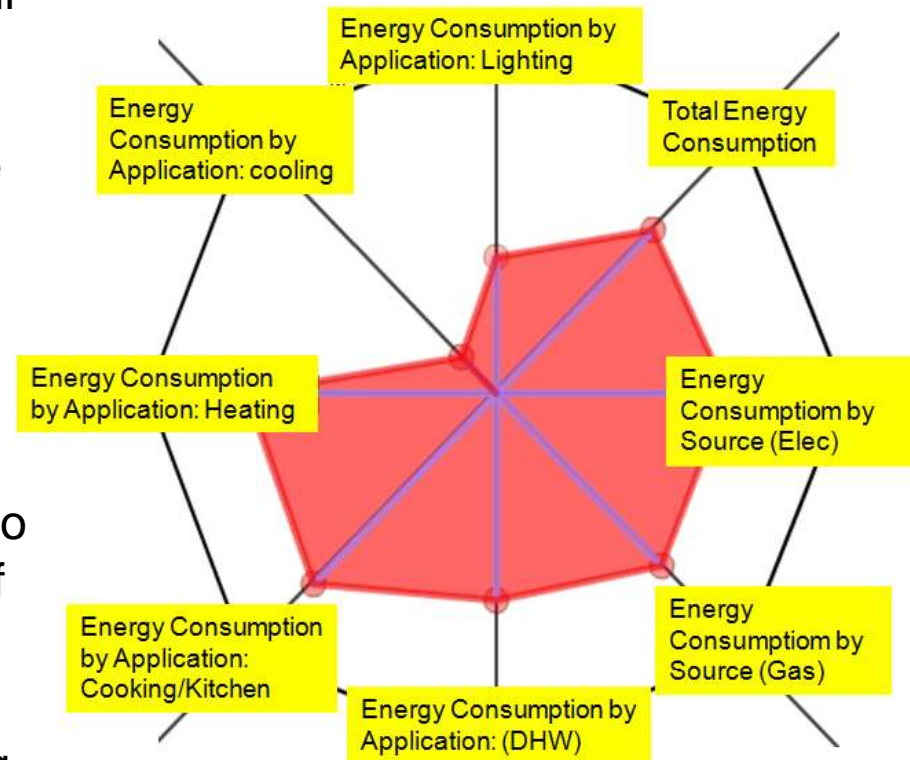 Energy Consumption by
Application: Lighting
Energy
Consumption by
Application: cooling
Total Energy
Consumption
Energy Consumption
by Application: Heating
Energy
Consumptiom by
Source (Elec)
Energy Consumption
by Application:
Cooking/Kitchen
Energy
Consumptiom by
Source (Gas)
Energy Consumption by
Application: (DHW)